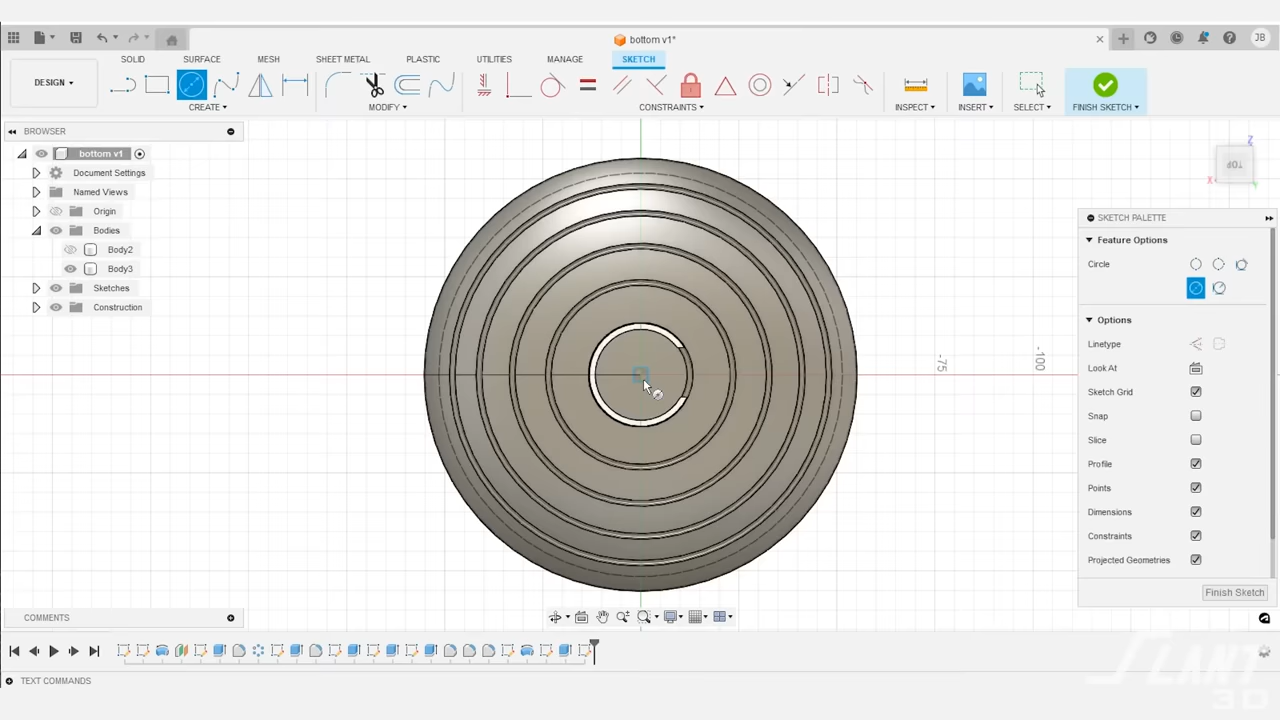 bottom v1*
JB
SOLID SURFACE MESH SHEET METAL PLASTIC UTILITIES MANAGE SKETCH
DESIGN
CREATE MODIFY CONSTRAINTS INSPECT INSERT SELECT FINISH SKETCH
BROWSER
bottom v1
Document Settings
Named Views
Origin
Bodies
Body2
Body3
Sketches
Construction
Z
TOP
X
Y
-75
-100
SKETCH PALETTE
Feature Options
Circle
Options
Linetype
Look At
Sketch Grid
Snap
Slice
Profile
Points
Dimensions
Constraints
Projected Geometries
Finish Sketch
COMMENTS
TEXT COMMANDS
SLANT
3D